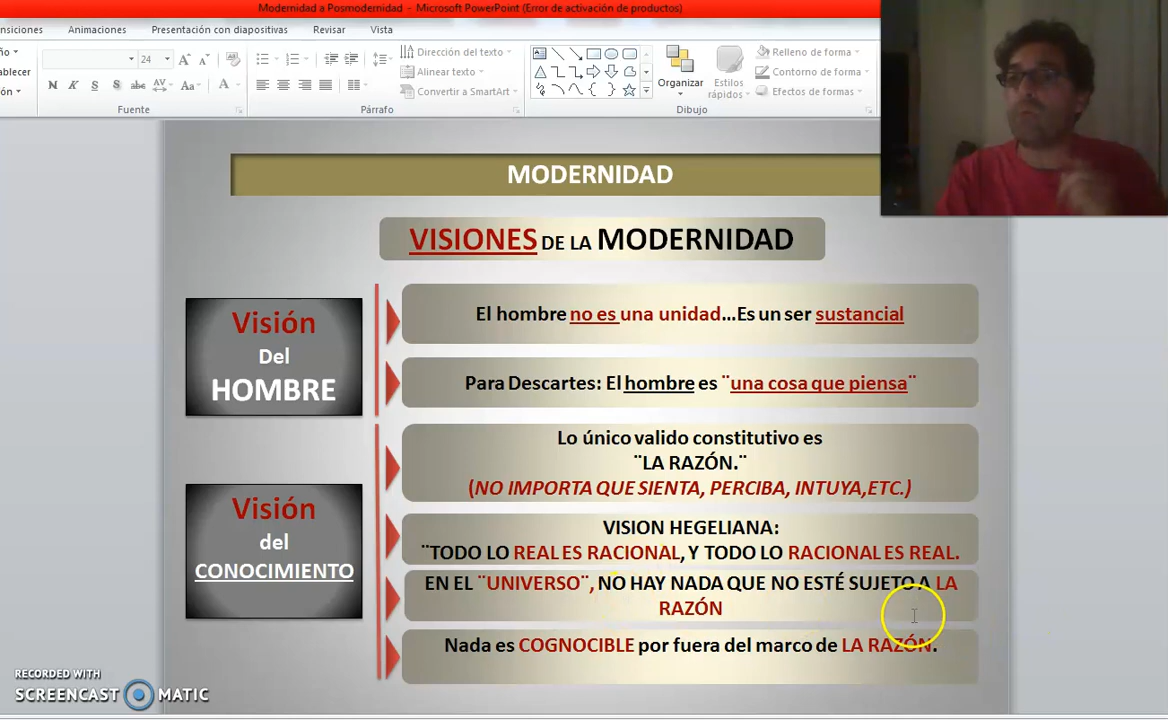 Modernidad a Posmodernidad - Microsoft PowerPoint (Error de activación de productos)
nsiciones Animaciones Presentación con diapositivas Revisar Vista
ño
ablecer
ón
24
N K S S abc AV Aa A
Fuente
Dirección del texto
Alinear texto
Convertir a SmartArt
Párrafo
Organizar
Estilos
rápidos
Relleno de forma
Contorno de forma
Efectos de formas
Dibujo
MODERNIDAD
VISIONES DE LA MODERNIDAD
Visión
Del
HOMBRE
El hombre no es una unidad...Es un ser sustancial
Para Descartes: El hombre es ¨una cosa que piensa¨
Visión
del
CONOCIMIENTO
Lo único valido constitutivo es
¨LA RAZÓN.¨
(NO IMPORTA QUE SIENTA, PERCIBA, INTUYA,ETC.)
VISION HEGELIANA:
¨TODO LO REAL ES RACIONAL, Y TODO LO RACIONAL ES REAL.
EN EL ¨UNIVERSO¨, NO HAY NADA QUE NO ESTÉ SUJETO A LA
RAZÓN
Nada es COGNOCIBLE por fuera del marco de LA RAZÓN.
RECORDED WITH
SCREENCAST MATIC